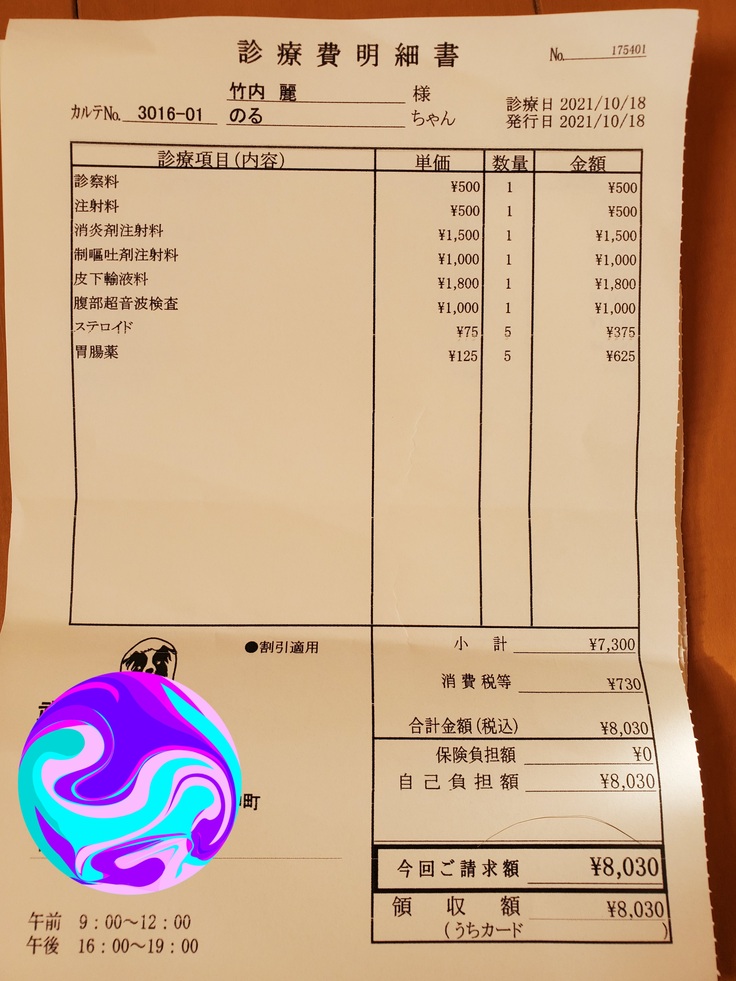 診療費明細書
No. 175401
竹内 麗 様
カルテNo. 3016-01 のる ちゃん
診療日 2021/10/18
発行日 2021/10/18
診療項目(内容) 単価 数量 金額
診察料 ¥500 1 ¥500
注射料 ¥500 1 ¥500
消炎剤注射料 ¥1,500 1 ¥1,500
制嘔吐剤注射料 ¥1,000 1 ¥1,000
皮下輸液料 ¥1,800 1 ¥1,800
腹部超音波検査 ¥1,000 1 ¥1,000
ステロイド ¥75 5 ¥375
胃腸薬 ¥125 5 ¥625
●割引適用
小計 ¥7,300
消費税等 ¥730
合計金額(税込) ¥8,030
保険負担額 ¥0
自己負担額 ¥8,030
町
今回ご請求額 ¥8,030
領収額 ¥8,030
(うちカード )
午前 9:00～12:00
午後 16:00～19:00